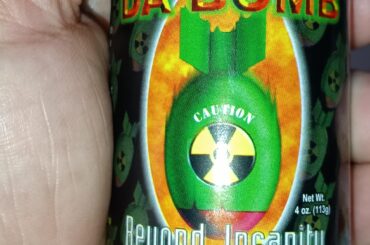 DA' BOMB
CAUTION
Net Wt.
4 oz. (113g)
Beyond Insanity